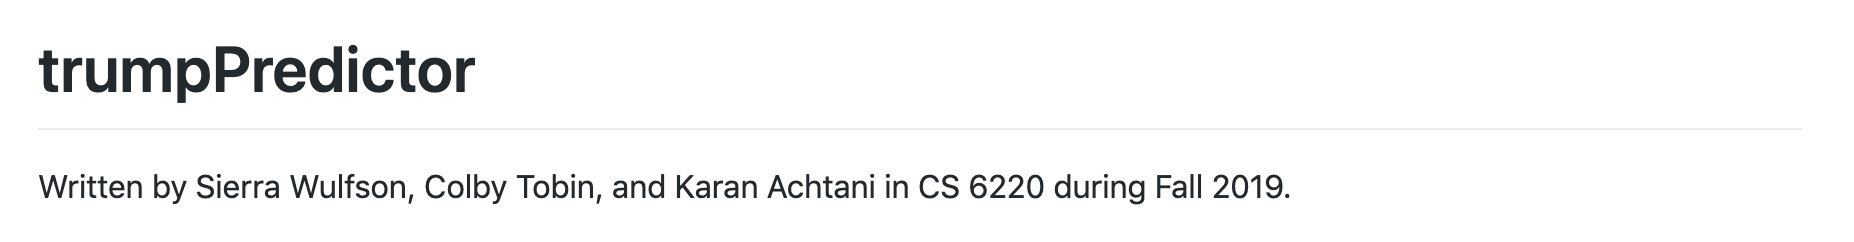 trumpPredictor
Written by Sierra Wulfson, Colby Tobin, and Karan Achtani in CS 6220 during Fall 2019.